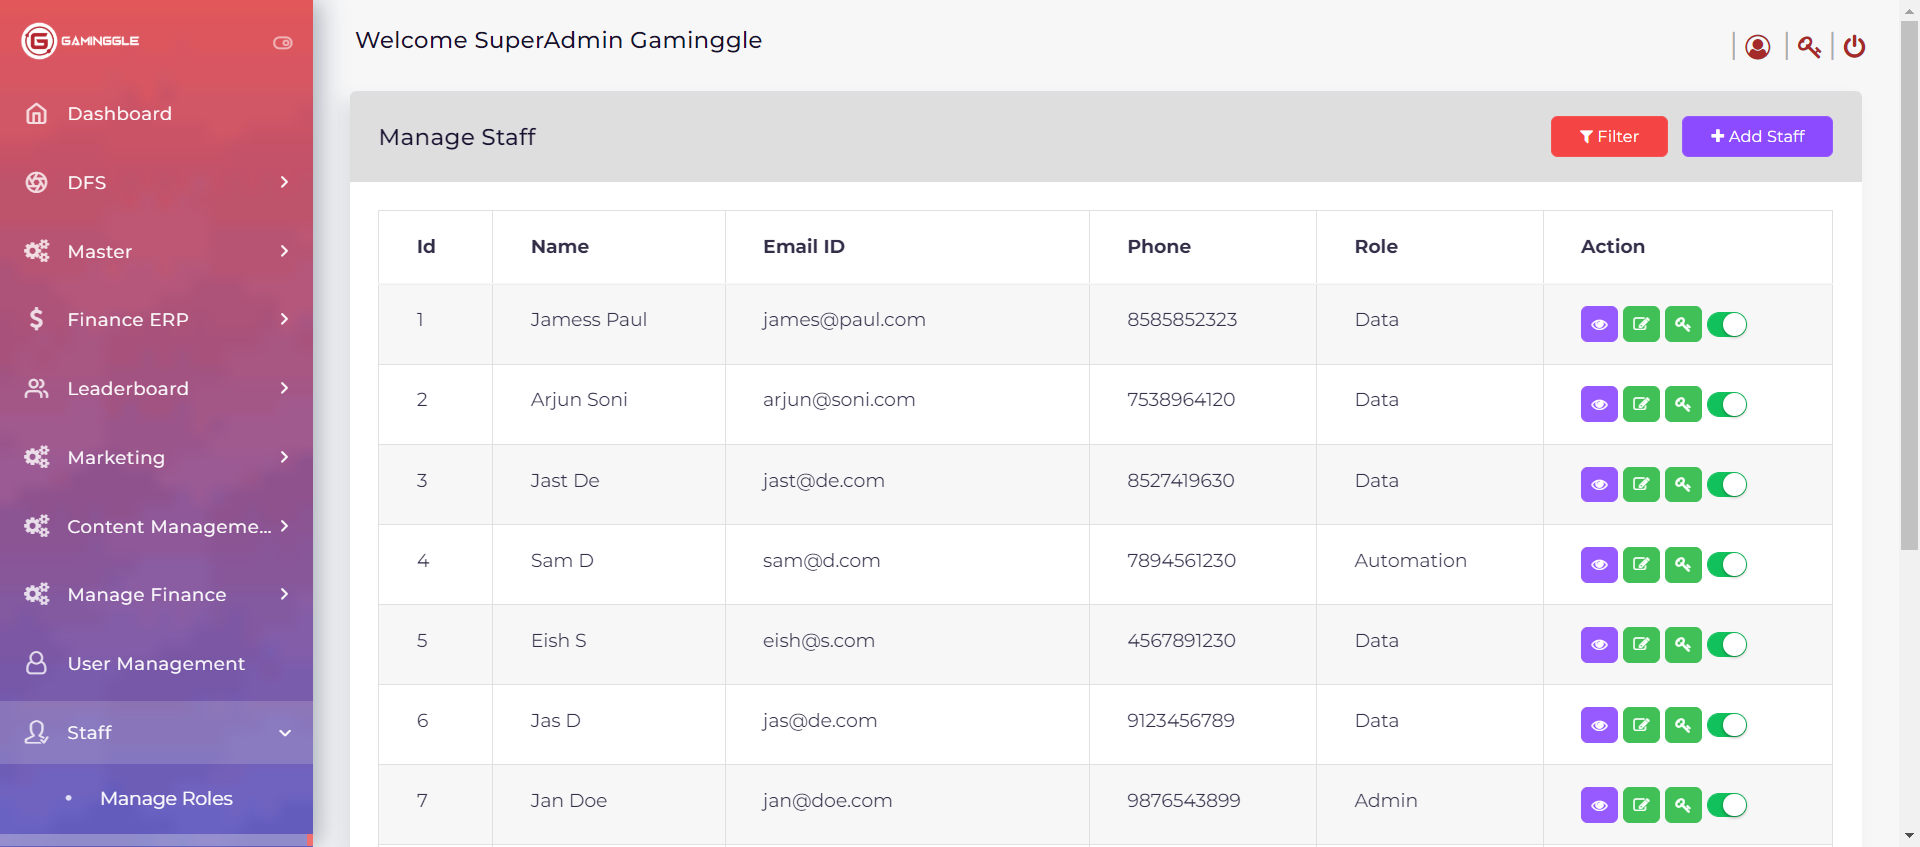 GAMINGGLE
Welcome SuperAdmin Gaminggle
Dashboard
DFS
Master
Finance ERP
Leaderboard
Marketing
Content Manageme...
Manage Finance
User Management
Staff
Manage Roles
Manage Staff
Filter
Add Staff
Id Name Email ID Phone Role Action
1 Jamess Paul james@paul.com 8585852323 Data
2 Arjun Soni arjun@soni.com 7538964120 Data
3 Jast De jast@de.com 8527419630 Data
4 Sam D sam@d.com 7894561230 Automation
5 Eish S eish@s.com 4567891230 Data
6 Jas D jas@de.com 9123456789 Data
7 Jan Doe jan@doe.com 9876543899 Admin